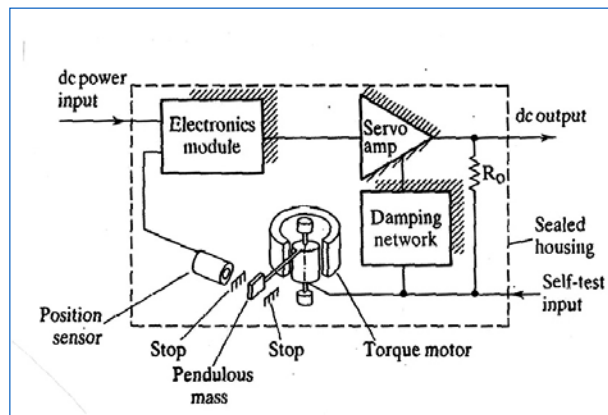 dc power
input
Electronics
module
Servo
amp
dc output
R₀
Damping
network
Sealed
housing
Self-test
input
Position
sensor
Stop
Pendulous
mass
Stop
Torque motor